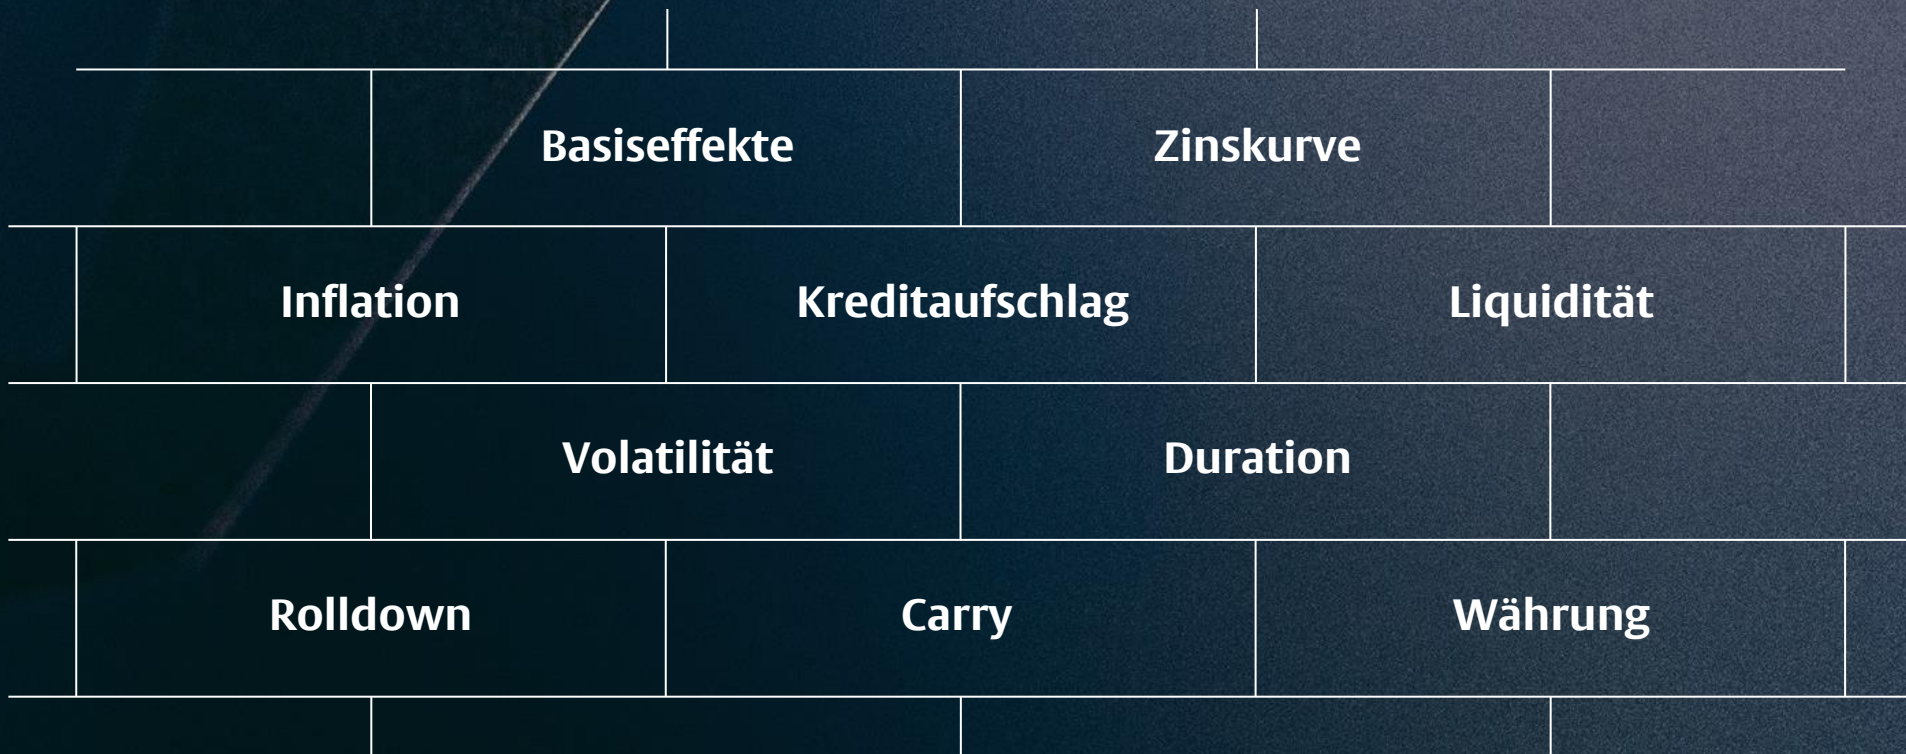 Basiseffekte
Zinskurve
Inflation
Kreditaufschlag
Liquidität
Volatilität
Duration
Rolldown
Carry
Währung